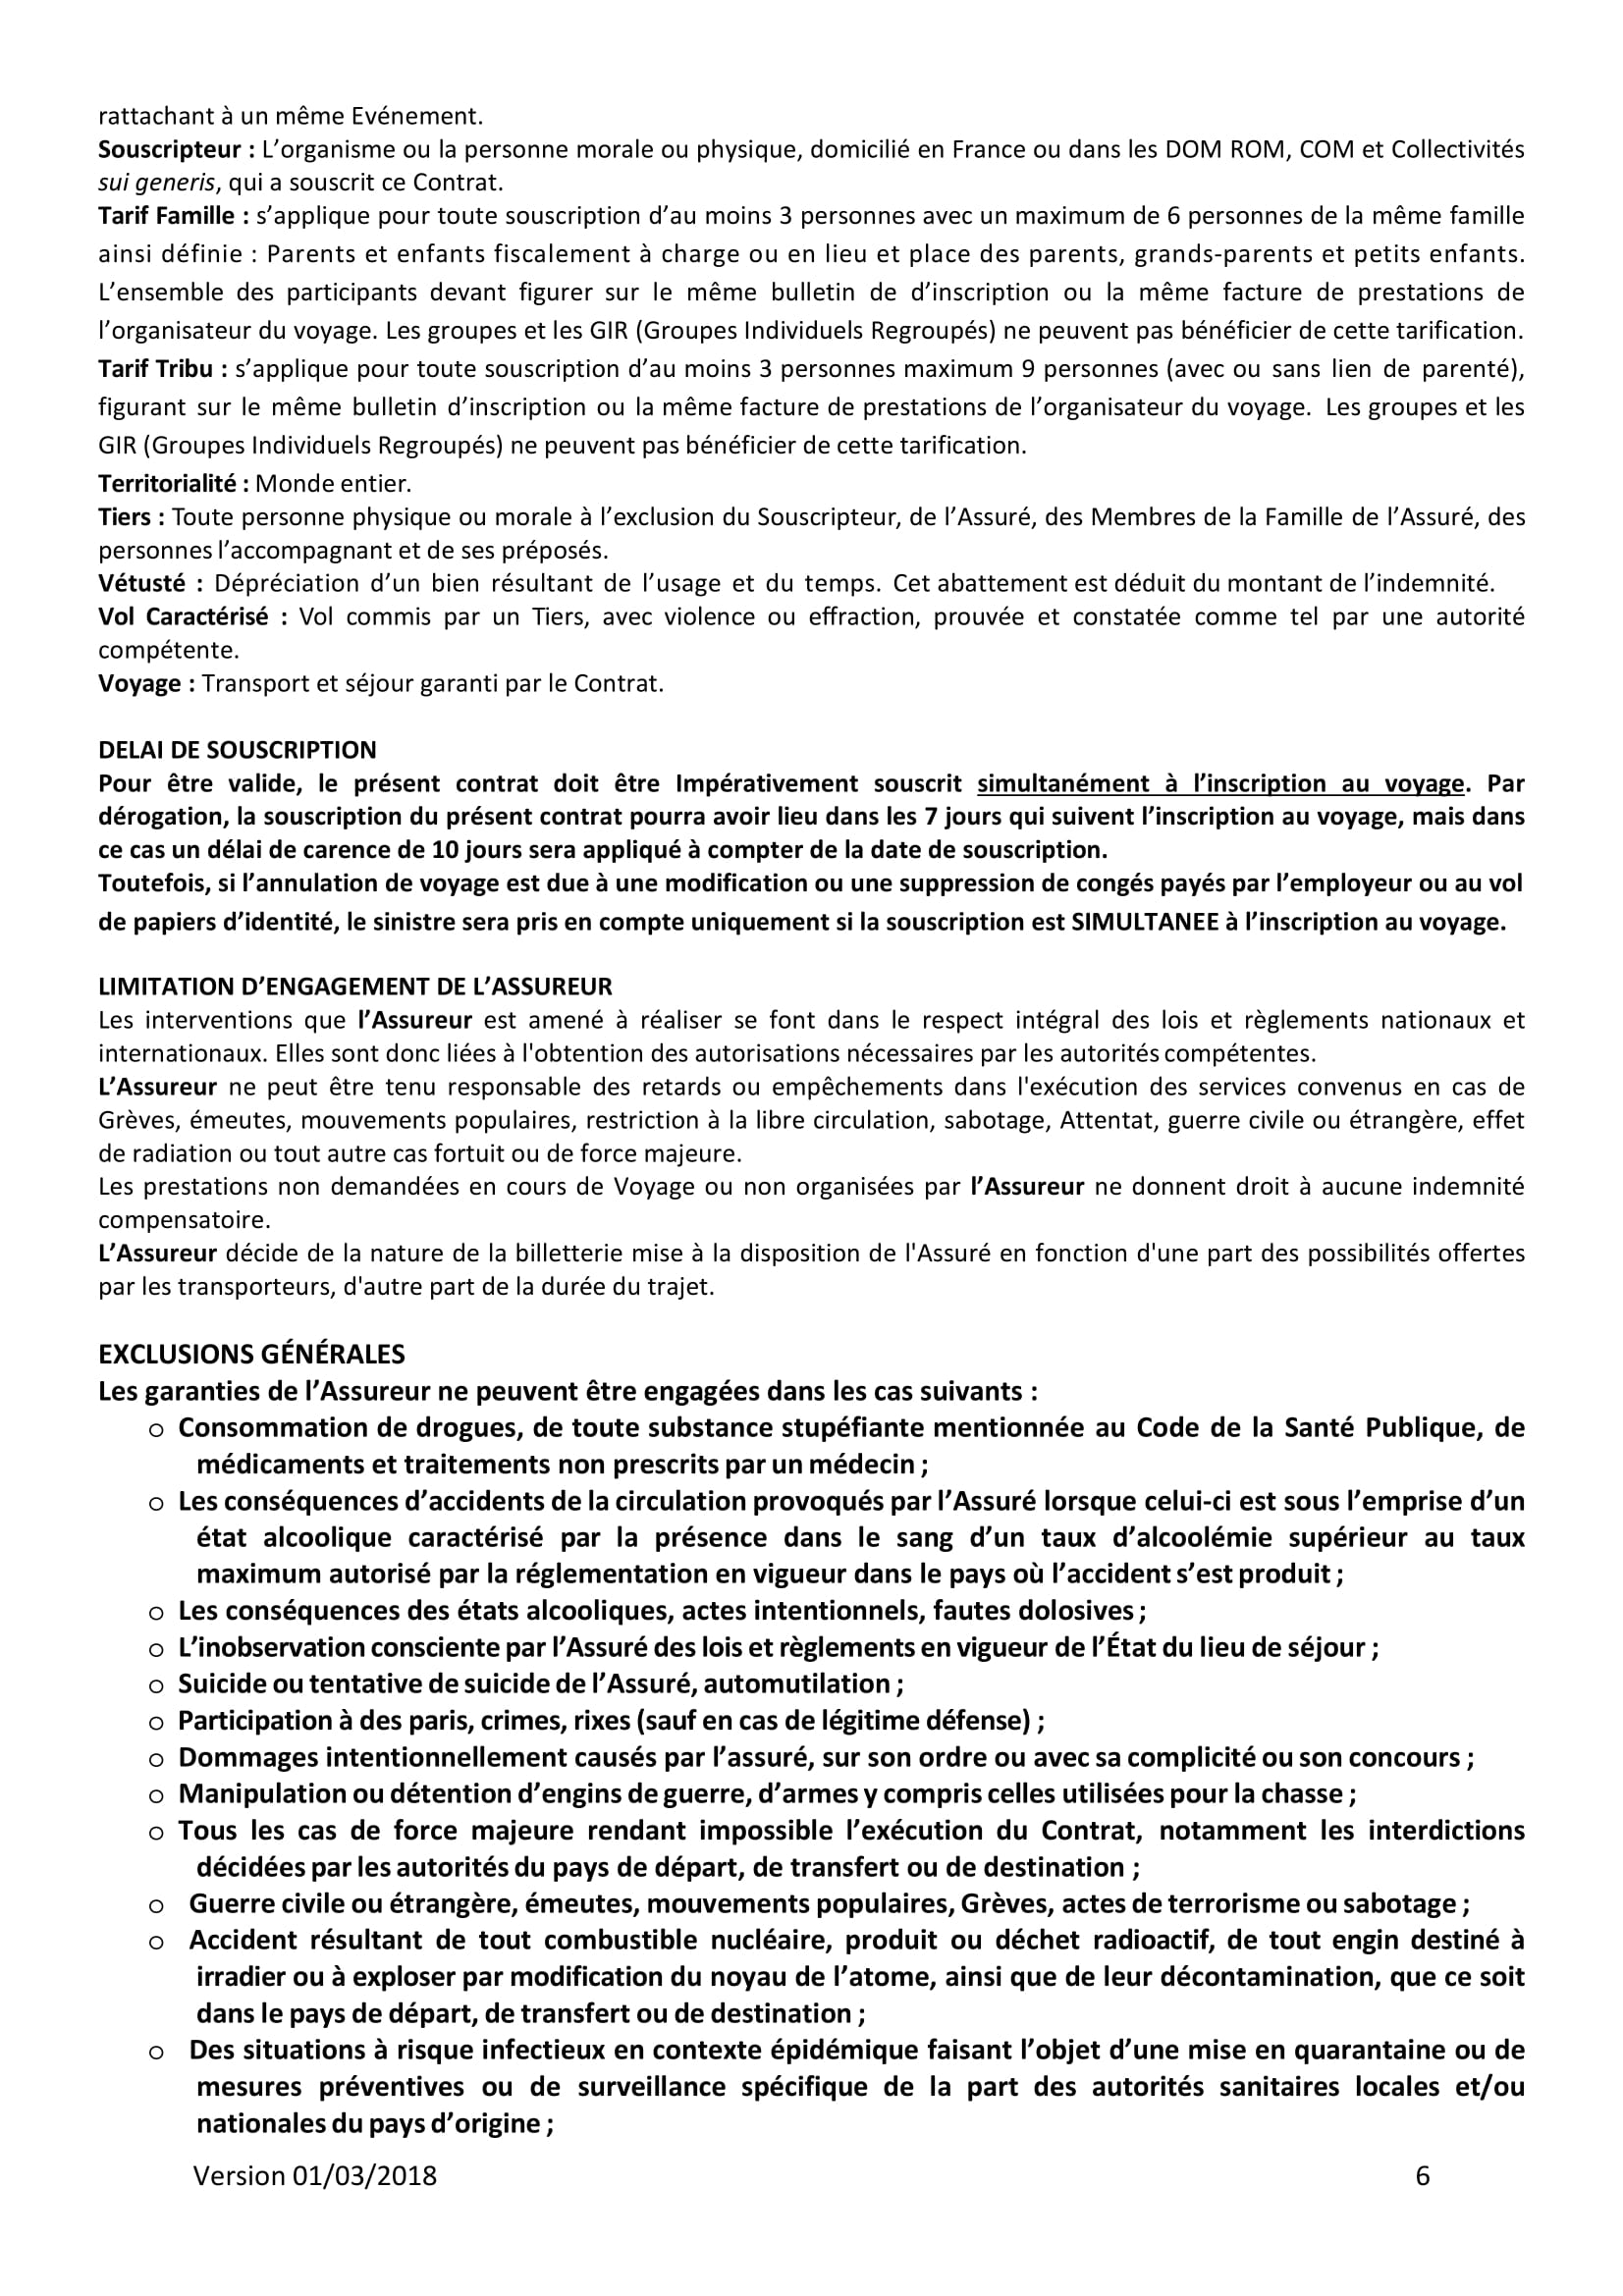 rattachant à un même Evénement.
Souscripteur : L’organisme ou la personne morale ou physique, domicilié en France ou dans les DOM ROM, COM et Collectivités
sui generis, qui a souscrit ce Contrat.
Tarif Famille : s’applique pour toute souscription d’au moins 3 personnes avec un maximum de 6 personnes de la même famille
ainsi définie : Parents et enfants fiscalement à charge ou en lieu et place des parents, grands-parents et petits enfants.
L’ensemble des participants devant figurer sur le même bulletin de d’inscription ou la même facture de prestations de
l’organisateur du voyage. Les groupes et les GIR (Groupes Individuels Regroupés) ne peuvent pas bénéficier de cette tarification.
Tarif Tribu : s’applique pour toute souscription d’au moins 3 personnes maximum 9 personnes (avec ou sans lien de parenté),
figurant sur le même bulletin d’inscription ou la même facture de prestations de l’organisateur du voyage. Les groupes et les
GIR (Groupes Individuels Regroupés) ne peuvent pas bénéficier de cette tarification.
Territorialité : Monde entier.
Tiers : Toute personne physique ou morale à l’exclusion du Souscripteur, de l’Assuré, des Membres de la Famille de l’Assuré, des
personnes l’accompagnant et de ses préposés.
Vétusté : Dépréciation d’un bien résultant de l’usage et du temps. Cet abattement est déduit du montant de l’indemnité.
Vol Caractérisé : Vol commis par un Tiers, avec violence ou effraction, prouvée et constatée comme tel par une autorité
compétente.
Voyage : Transport et séjour garanti par le Contrat.
DELAI DE SOUSCRIPTION
Pour être valide, le présent contrat doit être Impérativement souscrit simultanément à l’inscription au voyage. Par
dérogation, la souscription du présent contrat pourra avoir lieu dans les 7 jours qui suivent l’inscription au voyage, mais dans
ce cas un délai de carence de 10 jours sera appliqué à compter de la date de souscription.
Toutefois, si l’annulation de voyage est due à une modification ou une suppression de congés payés par l’employeur ou au vol
de papiers d’identité, le sinistre sera pris en compte uniquement si la souscription est SIMULTANEE à l’inscription au voyage.
LIMITATION D’ENGAGEMENT DE L’ASSUREUR
Les interventions que l’Assureur est amené à réaliser se font dans le respect intégral des lois et règlements nationaux et
internationaux. Elles sont donc liées à l'obtention des autorisations nécessaires par les autorités compétentes.
L’Assureur ne peut être tenu responsable des retards ou empêchements dans l'exécution des services convenus en cas de
Grèves, émeutes, mouvements populaires, restriction à la libre circulation, sabotage, Attentat, guerre civile ou étrangère, effet
de radiation ou tout autre cas fortuit ou de force majeure.
Les prestations non demandées en cours de Voyage ou non organisées par l’Assureur ne donnent droit à aucune indemnité
compensatoire.
L’Assureur décide de la nature de la billetterie mise à la disposition de l'Assuré en fonction d'une part des possibilités offertes
par les transporteurs, d'autre part de la durée du trajet.
EXCLUSIONS GÉNÉRALES
Les garanties de l’Assureur ne peuvent être engagées dans les cas suivants :
o Consommation de drogues, de toute substance stupéfiante mentionnée au Code de la Santé Publique, de
médicaments et traitements non prescrits par un médecin ;
o Les conséquences d’accidents de la circulation provoqués par l’Assuré lorsque celui-ci est sous l’emprise d’un
état alcoolique caractérisé par la présence dans le sang d’un taux d’alcoolémie supérieur au taux
maximum autorisé par la réglementation en vigueur dans le pays où l’accident s’est produit ;
o Les conséquences des états alcooliques, actes intentionnels, fautes dolosives ;
o L’inobservation consciente par l’Assuré des lois et règlements en vigueur de l’État du lieu de séjour ;
o Suicide ou tentative de suicide de l’Assuré, automutilation ;
o Participation à des paris, crimes, rixes (sauf en cas de légitime défense) ;
o Dommages intentionnellement causés par l’assuré, sur son ordre ou avec sa complicité ou son concours ;
o Manipulation ou détention d’engins de guerre, d’armes y compris celles utilisées pour la chasse ;
o Tous les cas de force majeure rendant impossible l’exécution du Contrat, notamment les interdictions
décidées par les autorités du pays de départ, de transfert ou de destination ;
o Guerre civile ou étrangère, émeutes, mouvements populaires, Grèves, actes de terrorisme ou sabotage ;
o Accident résultant de tout combustible nucléaire, produit ou déchet radioactif, de tout engin destiné à
irradier ou à exploser par modification du noyau de l’atome, ainsi que de leur décontamination, que ce soit
dans le pays de départ, de transfert ou de destination ;
o Des situations à risque infectieux en contexte épidémique faisant l’objet d’une mise en quarantaine ou de
mesures préventives ou de surveillance spécifique de la part des autorités sanitaires locales et/ou
nationales du pays d’origine ;
Version 01/03/2018 6